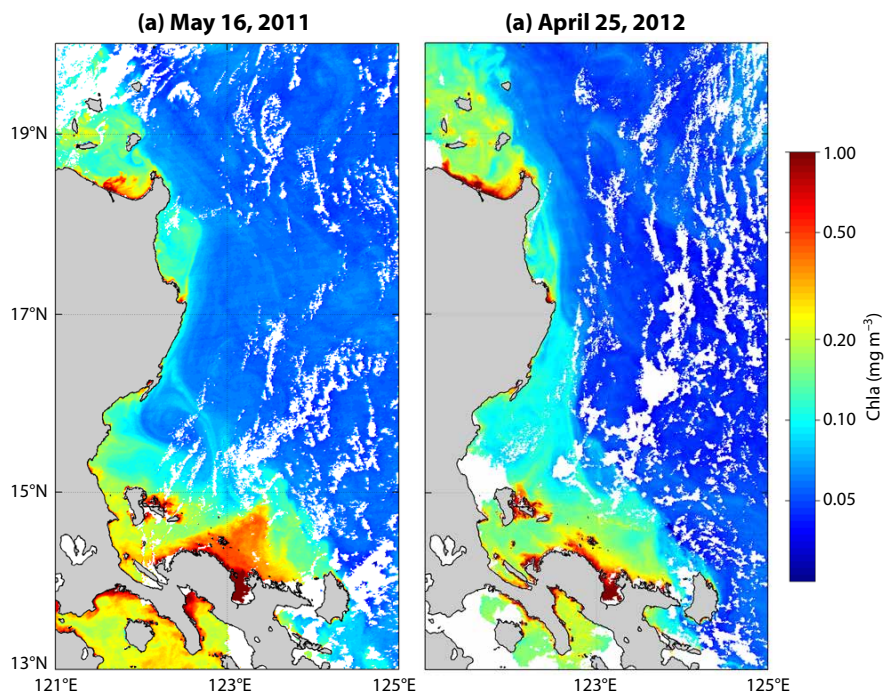 (a) May 16, 2011
(a) April 25, 2012
19°N
17°N
15°N
13°N
121°E
123°E
125°E
123°E
125°E
1.00
0.50
0.20
0.10
0.05
Chla (mg m⁻³)